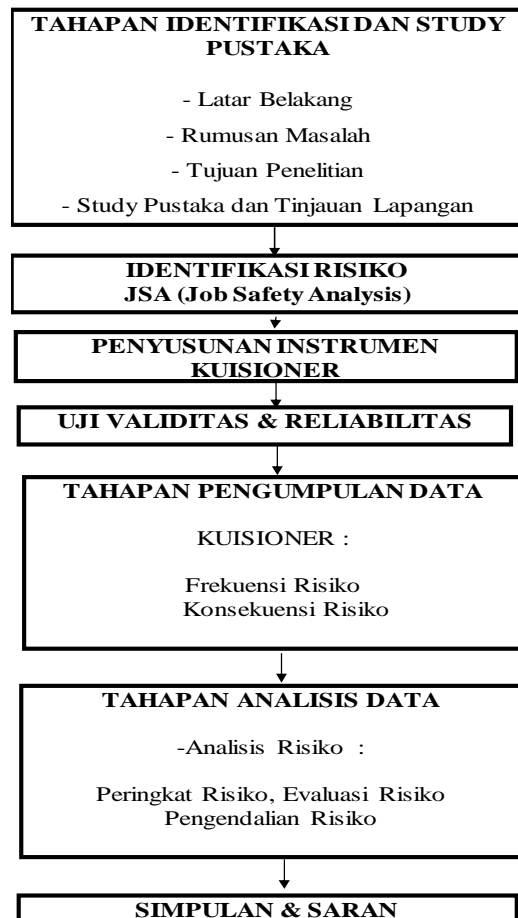 TAHAPAN IDENTIFIKASI DAN STUDY
PUSTAKA
- Latar Belakang
- Rumusan Masalah
- Tujuan Penelitian
- Study Pustaka dan Tinjauan Lapangan
IDENTIFIKASI RISIKO
JSA (Job Safety Analysis)
PENYUSUNAN INSTRUMEN
KUISIONER
UJI VALIDITAS & RELIABILITAS
TAHAPAN PENGUMPULAN DATA
KUISIONER :
Frekuensi Risiko
Konsekuensi Risiko
TAHAPAN ANALISIS DATA
-Analisis Risiko :
Peringkat Risiko, Evaluasi Risiko
Pengendalian Risiko
SIMPULAN & SARAN